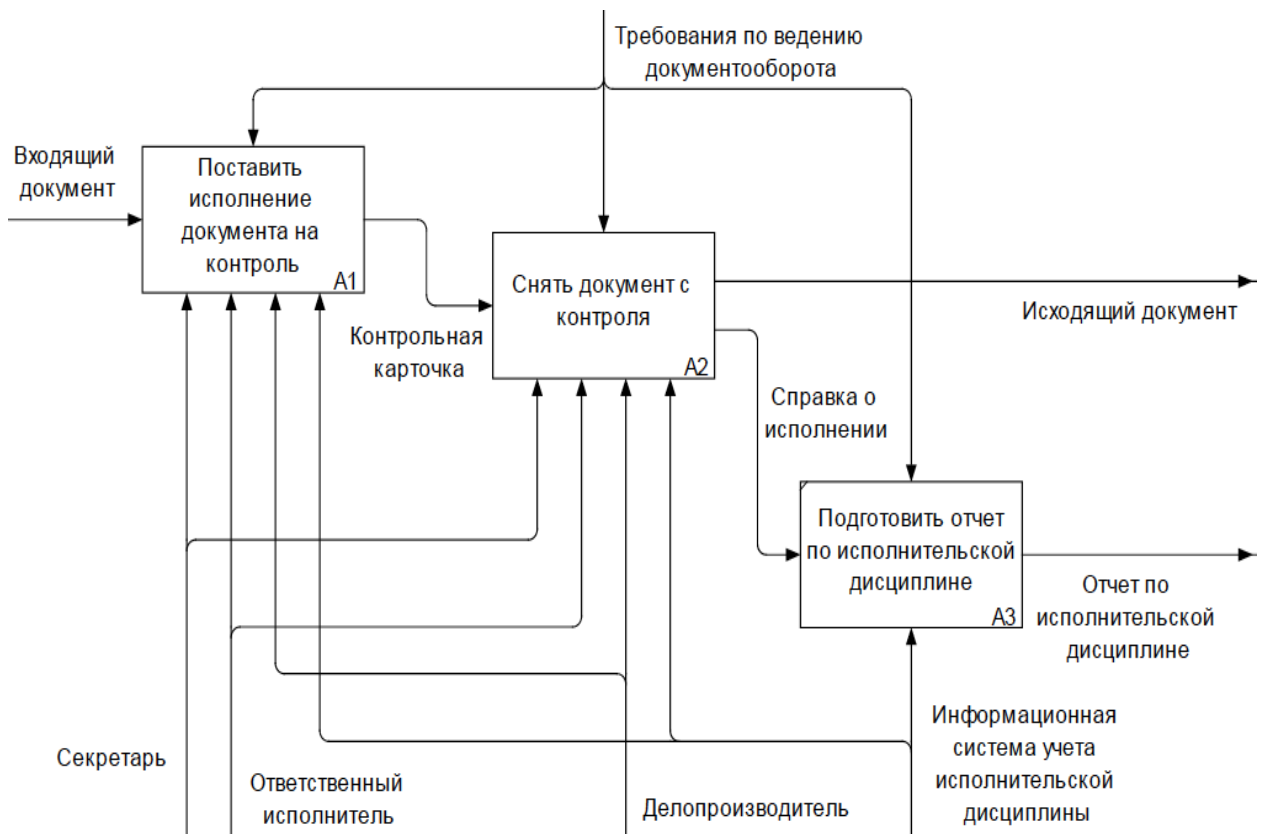 Требования по ведению
документооборота
Входящий
документ
Поставить
исполнение
документа на
контроль
A1
Снять документ с
контроля
A2
Исходящий документ
Контрольная
карточка
Справка о
исполнении
Подготовить отчет
по исполнительской
дисциплине
A3
Отчет по
исполнительской
дисциплине
Секретарь
Ответственный
исполнитель
Делопроизводитель
Информационная
система учета
исполнительской
дисциплины